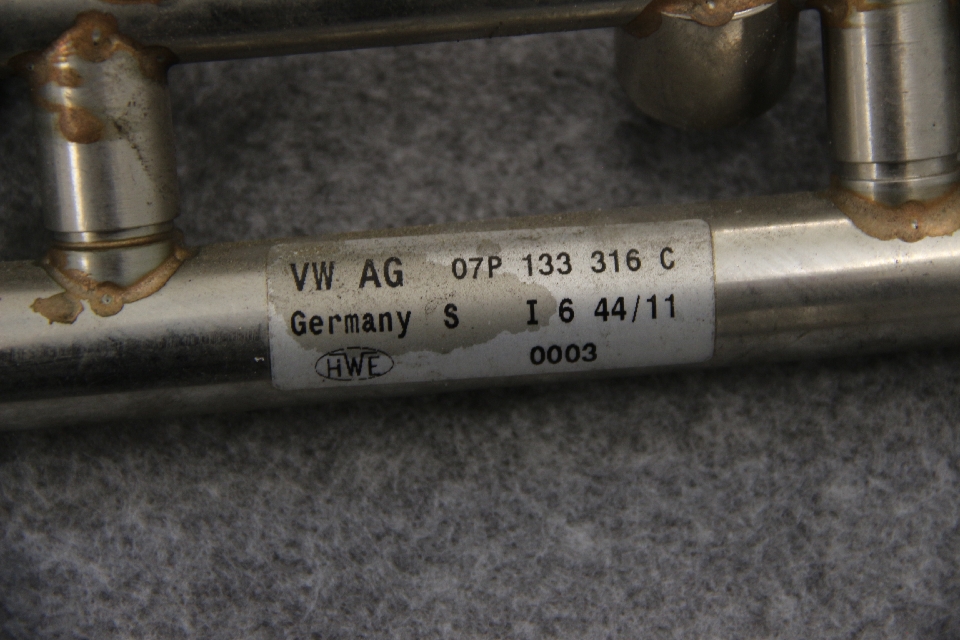 VW AG 07P 133 316 C
Germany S I 6 44/11
HWE 0003